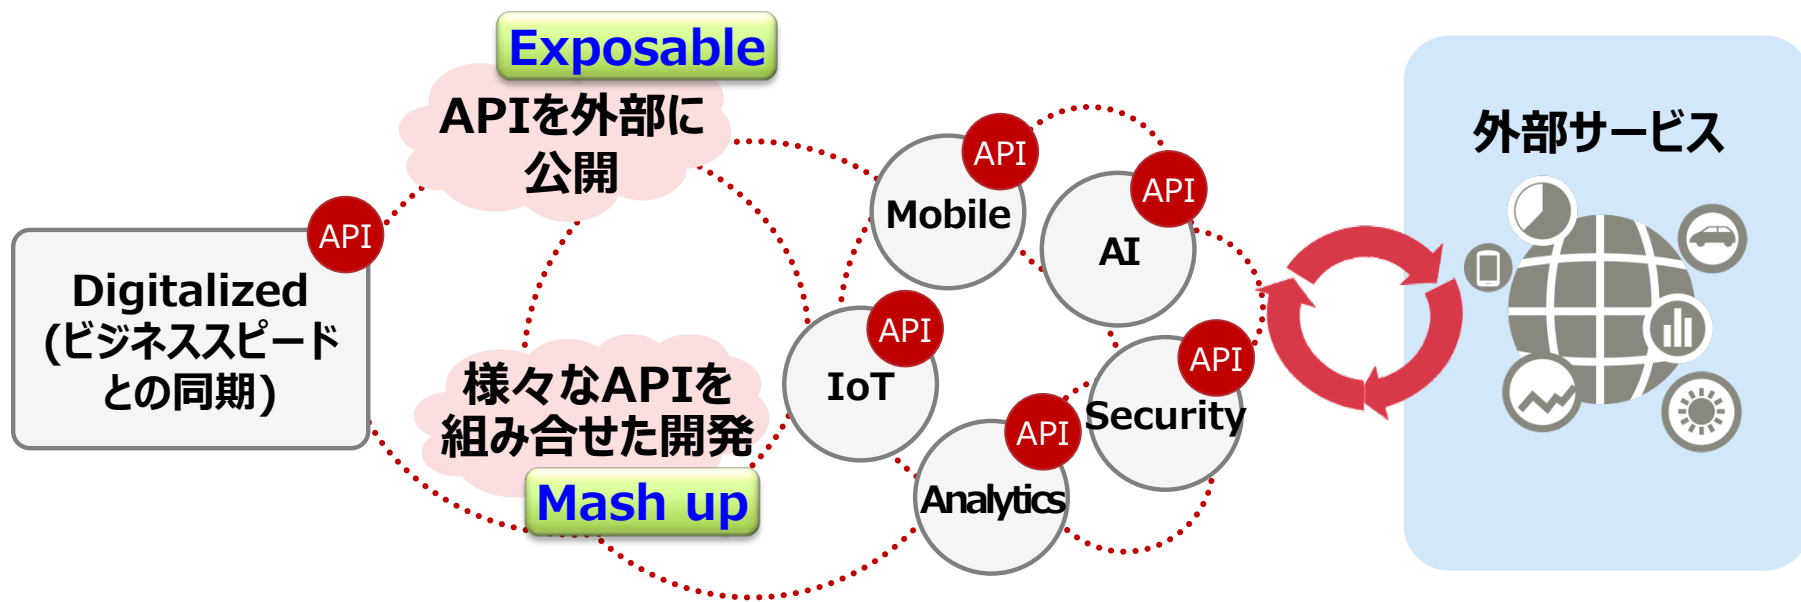 Exposable
APIを外部に
公開
API
Digitalized
(ビジネススピード
との同期)
様々なAPIを
組み合せた開発
Mash up
API
Mobile
API
AI
API
IoT
API
Security
API
Analytics
外部サービス